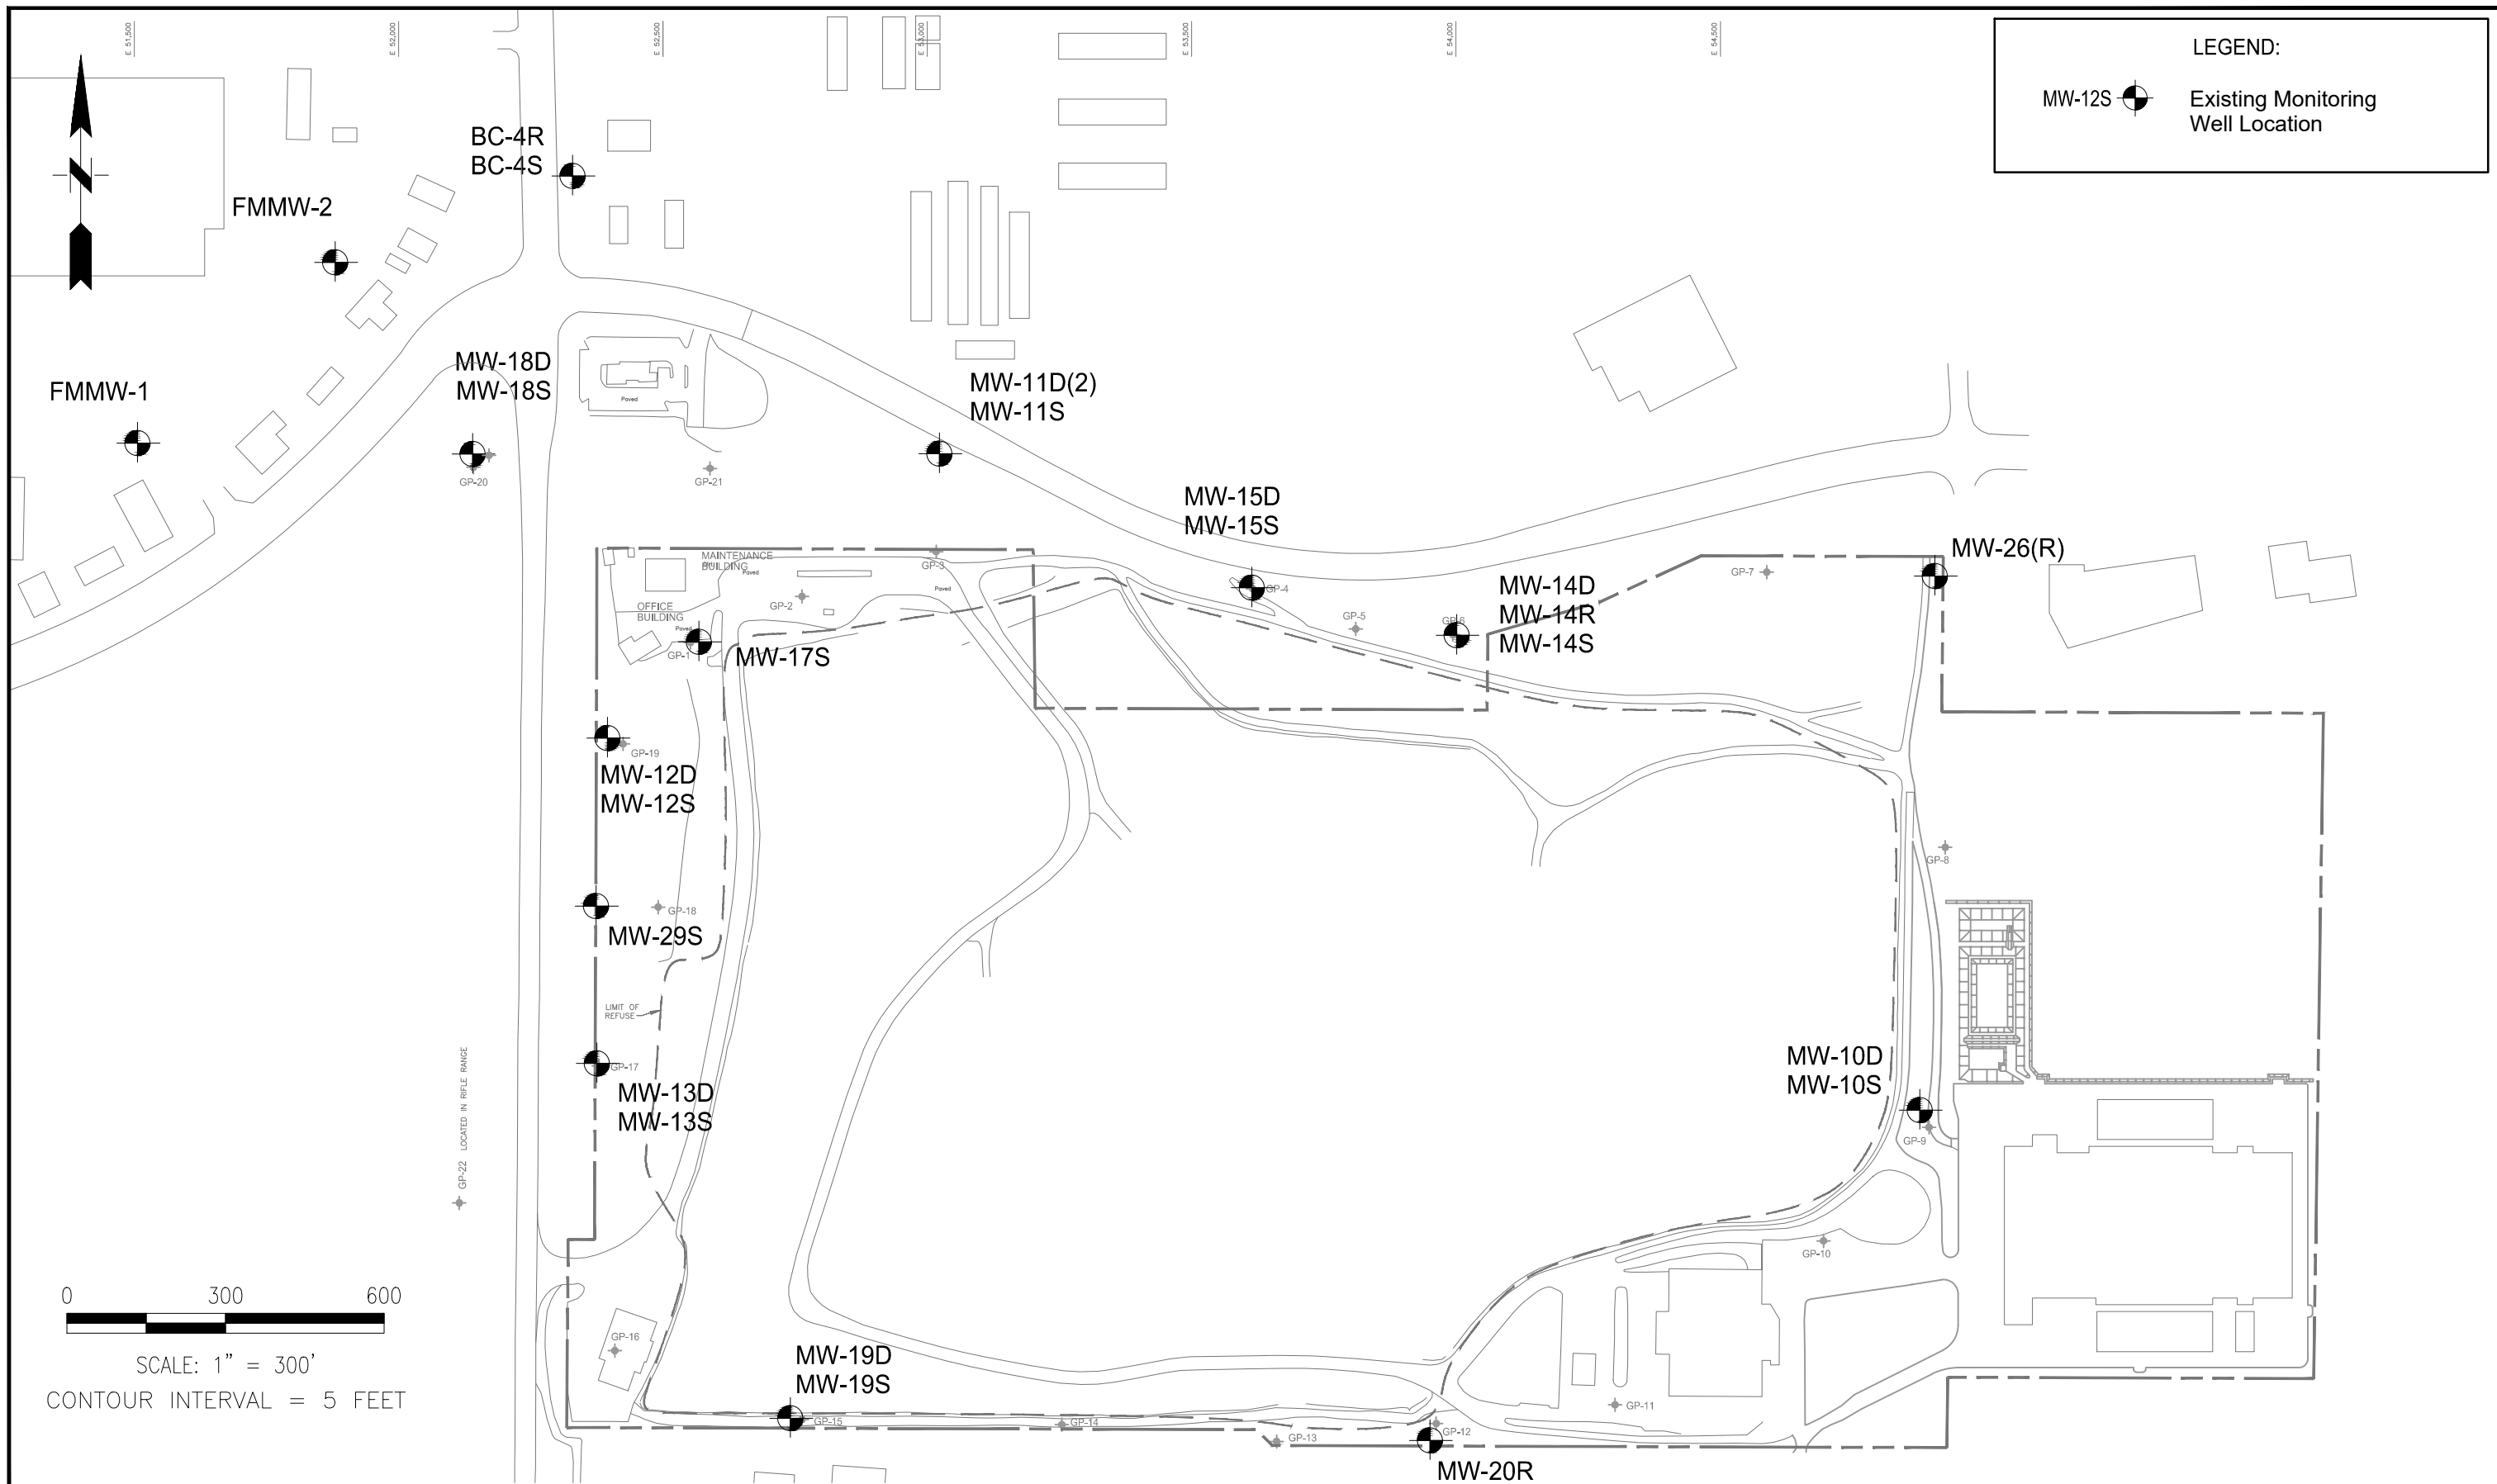 E 51,500
E 52,000
E 52,500
E 53,000
E 53,500
E 54,000
E 54,500
LEGEND:
MW-12S
Existing Monitoring
Well Location
N
BC-4R
BC-4S
FMMW-2
FMMW-1
MW-18D
MW-18S
Paved
MW-11D(2)
MW-11S
GP-20
GP-21
MW-15D
MW-15S
MW-26(R)
MAINTENANCE
BUILDING
Paved
GP-3
Paved
GP-2
GP-4
GP-7
MW-14D
MW-14R
MW-14S
OFFICE
BUILDING
Paved
GP-1
MW-17S
GP-5
GP-6
GP-19
MW-12D
MW-12S
GP-8
GP-18
MW-29S
LIMIT OF
REFUSE
GP-17
MW-13D
MW-13S
MW-10D
MW-10S
GP-9
GP-22 LOCATED IN RIFLE RANGE
GP-10
0 300 600
SCALE: 1" = 300'
CONTOUR INTERVAL = 5 FEET
GP-16
MW-19D
MW-19S
GP-15
GP-14
GP-13
GP-12
GP-11
MW-20R